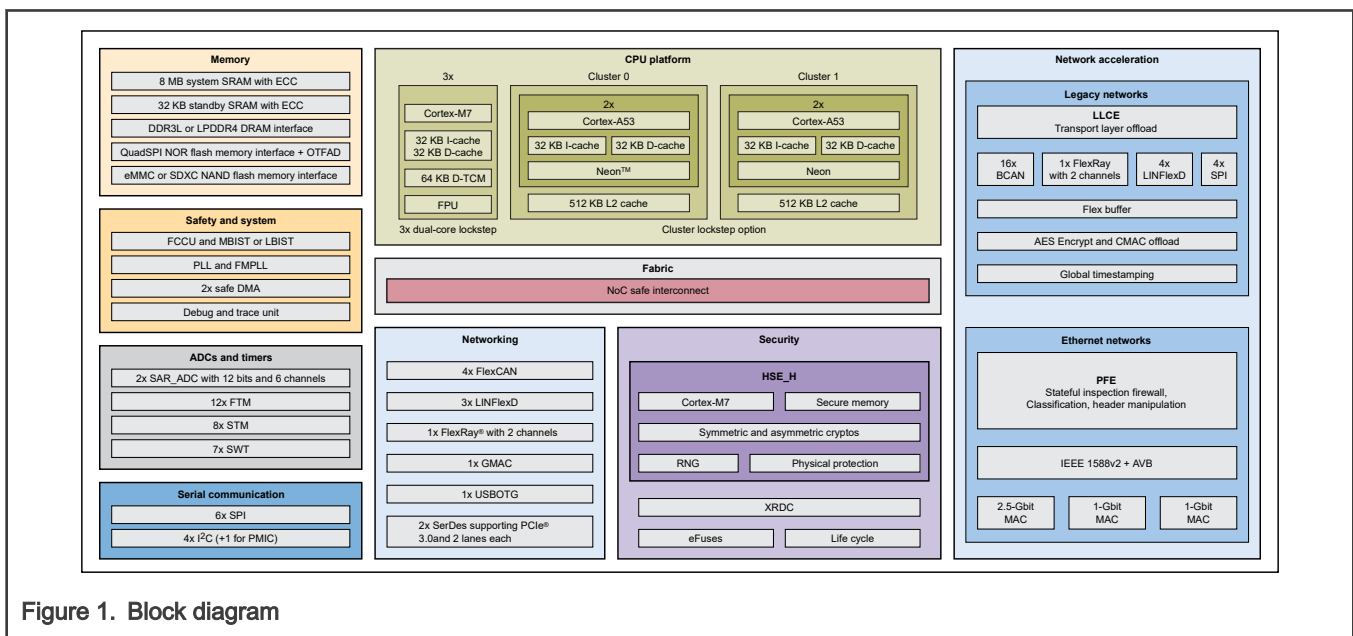 Memory
8 MB system SRAM with ECC
32 KB standby SRAM with ECC
DDR3L or LPDDR4 DRAM interface
QuadSPI NOR flash memory interface + OTFAD
eMMC or SDXC NAND flash memory interface
Safety and system
FCCU and MBIST or LBIST
PLL and FMPLL
2x safe DMA
Debug and trace unit
ADCs and timers
2x SAR_ADC with 12 bits and 6 channels
12x FTM
8x STM
7x SWT
Serial communication
6x SPI
4x I²C (+1 for PMIC)
CPU platform
3x
Cortex-M7
32 KB I-cache
32 KB D-cache
64 KB D-TCM
FPU
3x dual-core lockstep
Cluster 0
2x
Cortex-A53
32 KB I-cache
32 KB D-cache
Neon™
512 KB L2 cache
Cluster 1
2x
Cortex-A53
32 KB I-cache
32 KB D-cache
Neon
512 KB L2 cache
Cluster lockstep option
Fabric
NoC safe interconnect
Networking
4x FlexCAN
3x LINFlexD
1x FlexRay® with 2 channels
1x GMAC
1x USBOTG
2x SerDes supporting PCIe®
3.0and 2 lanes each
Security
HSE_H
Cortex-M7
Secure memory
Symmetric and asymmetric cryptos
RNG
Physical protection
XRDC
eFuses
Life cycle
Network acceleration
Legacy networks
LLCE
Transport layer offload
16x
BCAN
1x FlexRay
with 2 channels
4x
LINFlexD
4x
SPI
Flex buffer
AES Encrypt and CMAC offload
Global timestamping
Ethernet networks
PFE
Stateful inspection firewall,
Classification, header manipulation
IEEE 1588v2 + AVB
2.5-Gbit
MAC
1-Gbit
MAC
1-Gbit
MAC
Figure 1. Block diagram